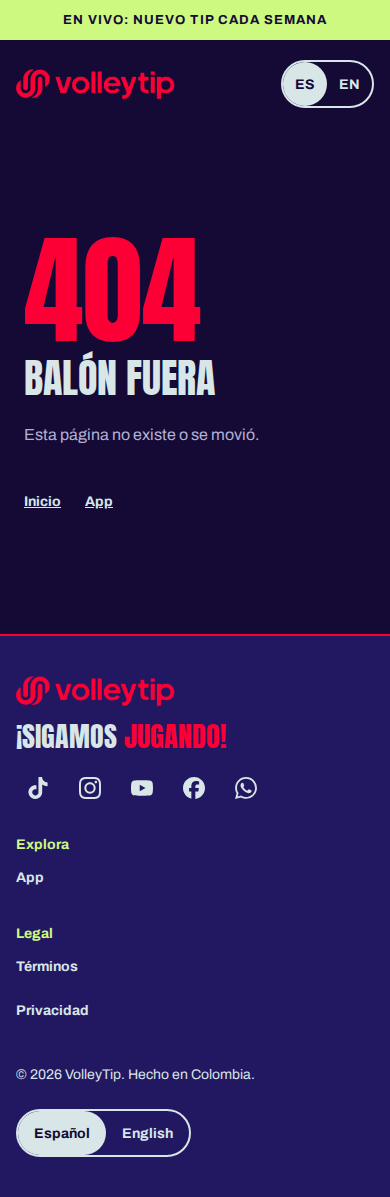 EN VIVO: NUEVO TIP CADA SEMANA
volleytip
ES EN
404
BALÓN FUERA
Esta página no existe o se movió.
Inicio App
volleytip
¡SIGAMOS JUGANDO!
Explora
App
Legal
Términos
Privacidad
© 2026 VolleyTip. Hecho en Colombia.
Español English